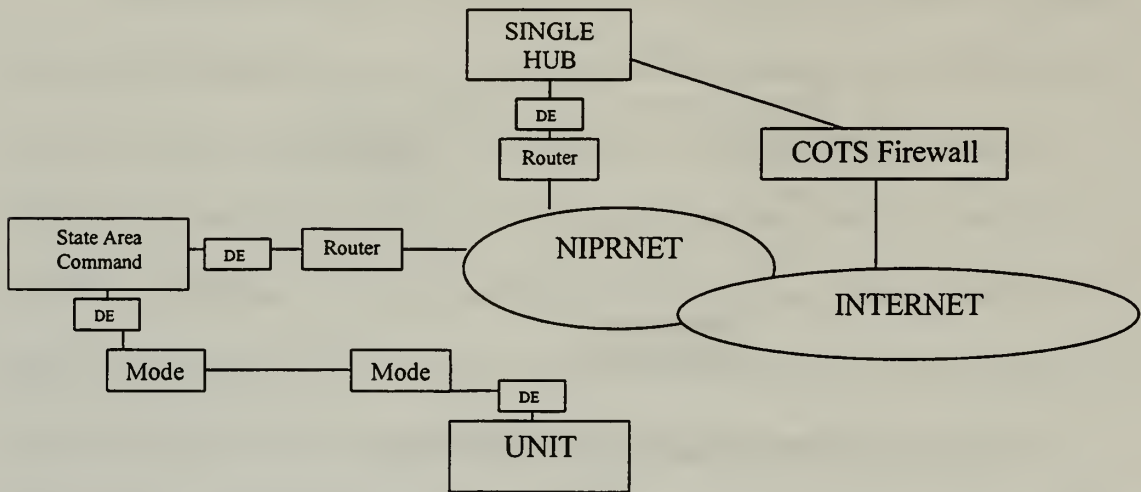 SINGLE
HUB
DE
Router
COTS Firewall
State Area
Command
DE
Router
NIPRNET
INTERNET
DE
Mode
Mode
DE
UNIT